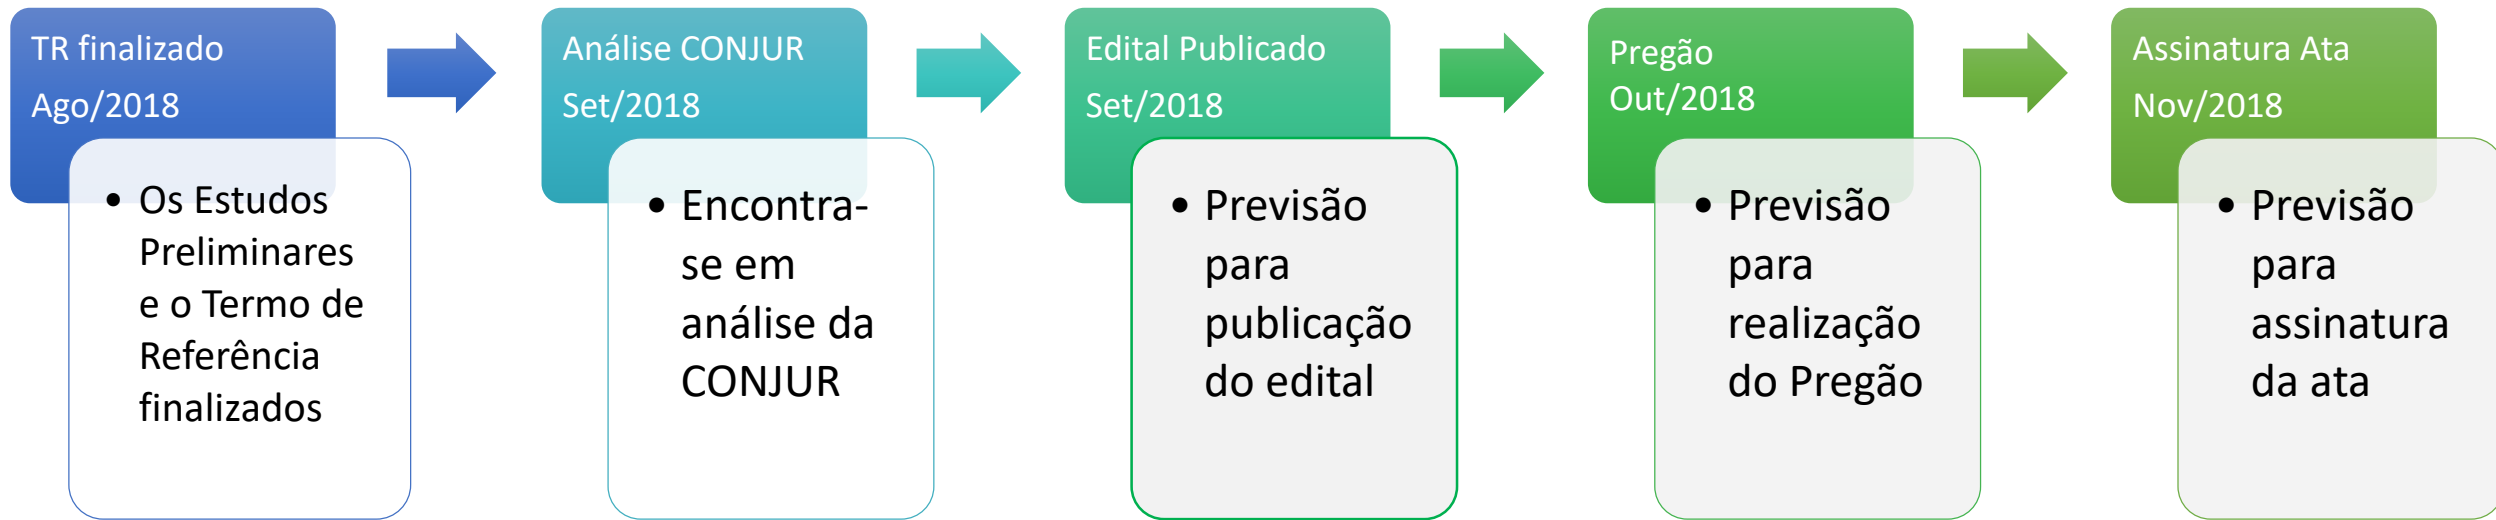 TR finalizado
Ago/2018
• Os Estudos
Preliminares
e o Termo de
Referência
finalizados
Análise CONJUR
Set/2018
• Encontra-
se em
análise da
CONJUR
Edital Publicado
Set/2018
• Previsão
para
publicação
do edital
Pregão
Out/2018
• Previsão
para
realização
do Pregão
Assinatura Ata
Nov/2018
• Previsão
para
assinatura
da ata